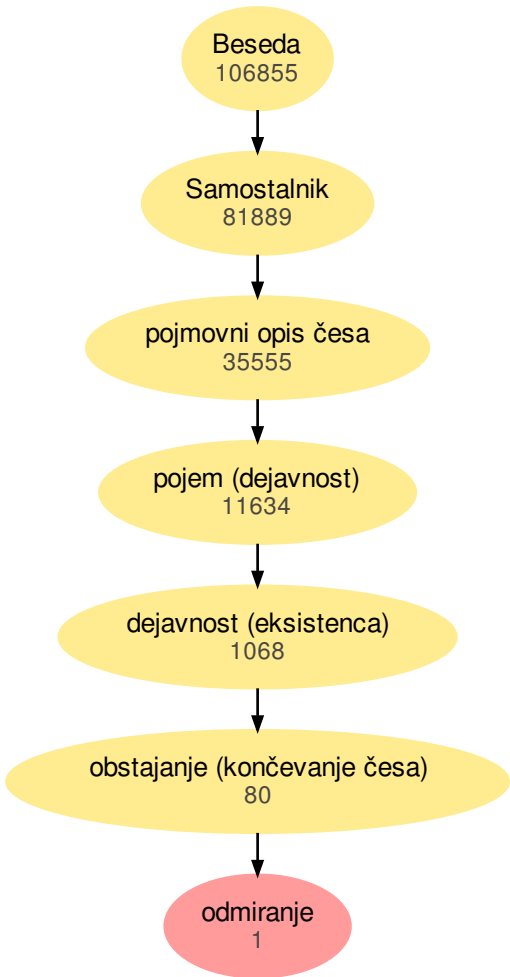 Beseda
106855
Samostalnik
81889
pojmovni opis česa
35555
pojem (dejavnost)
11634
dejavnost (eksistenca)
1068
obstajanje (končevanje česa)
80
odmiranje
1